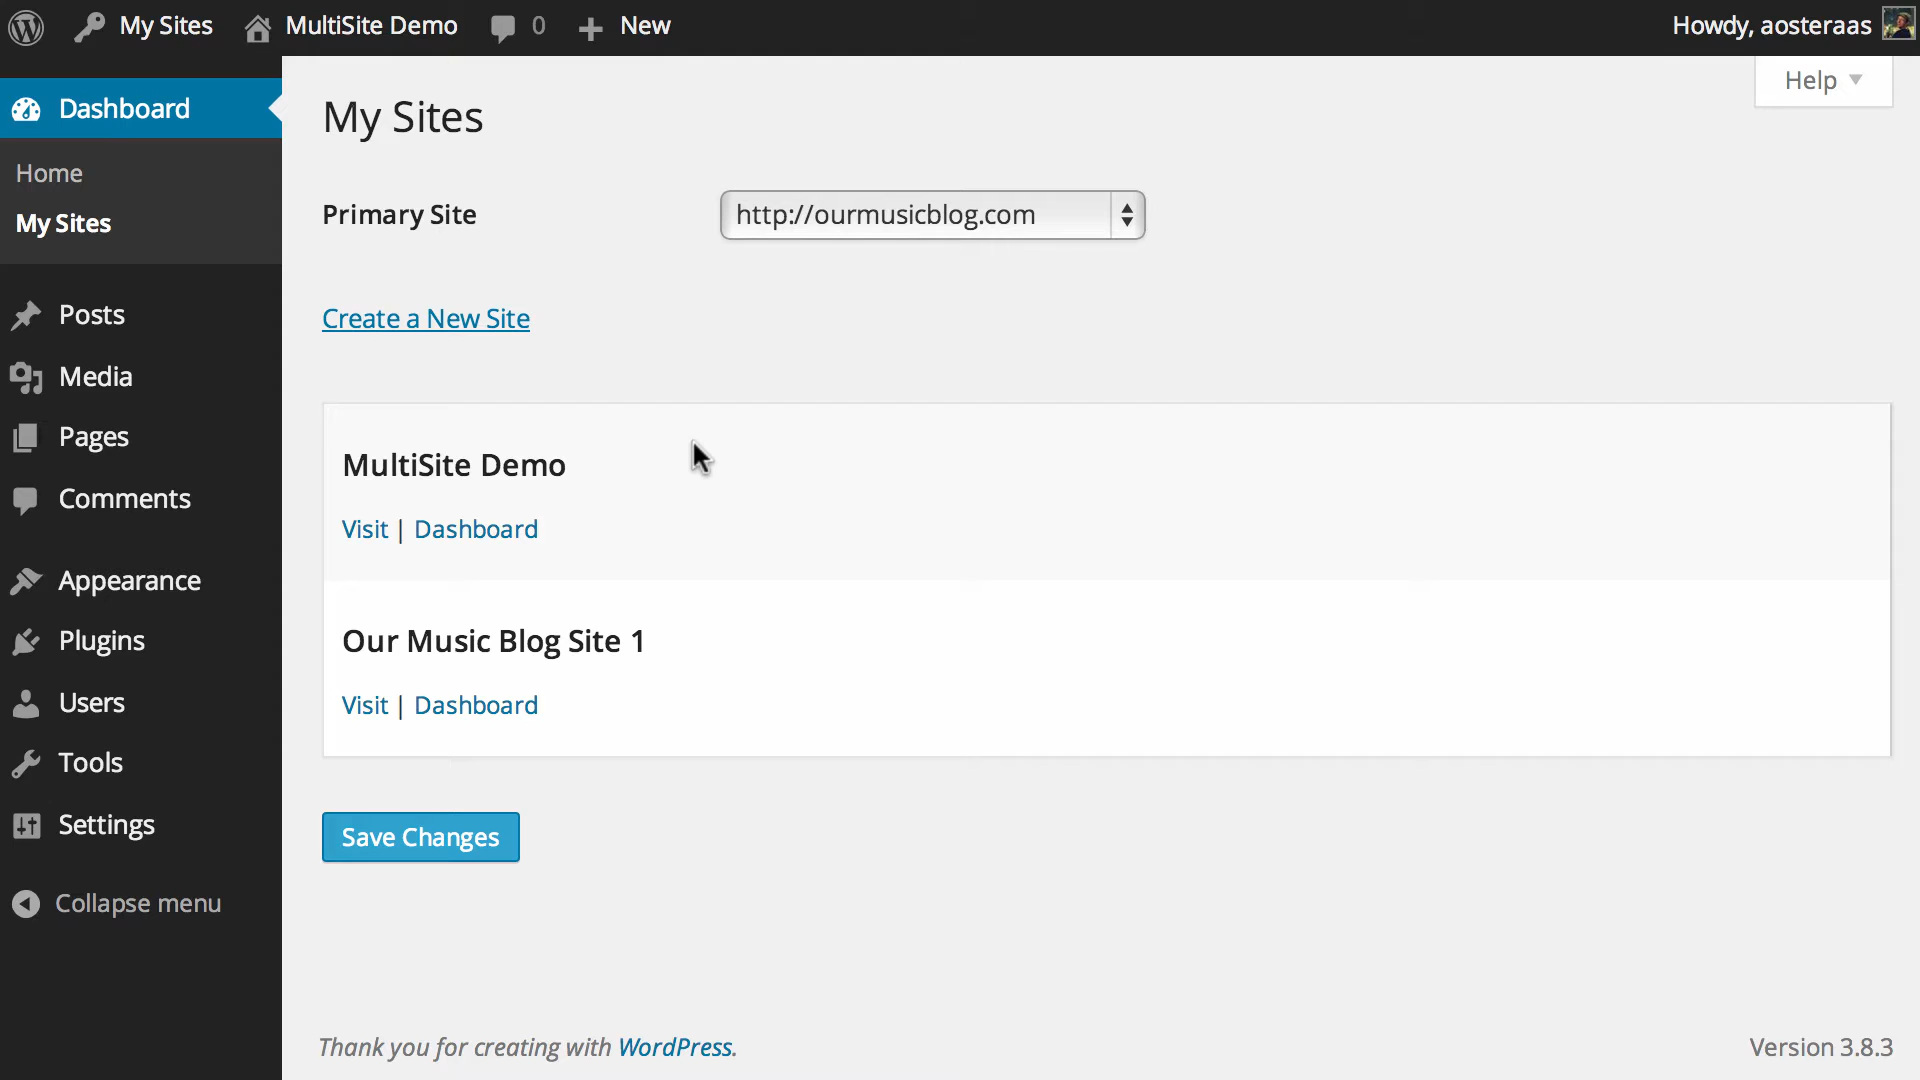 My Sites
MultiSite Demo
0
New
Howdy, aosteraas
Dashboard
Home
My Sites
Posts
Media
Pages
Comments
Appearance
Plugins
Users
Tools
Settings
Collapse menu
Help
My Sites
Primary Site
http://ourmusicblog.com
Create a New Site
MultiSite Demo
Visit | Dashboard
Our Music Blog Site 1
Visit | Dashboard
Save Changes
Thank you for creating with WordPress.
Version 3.8.3